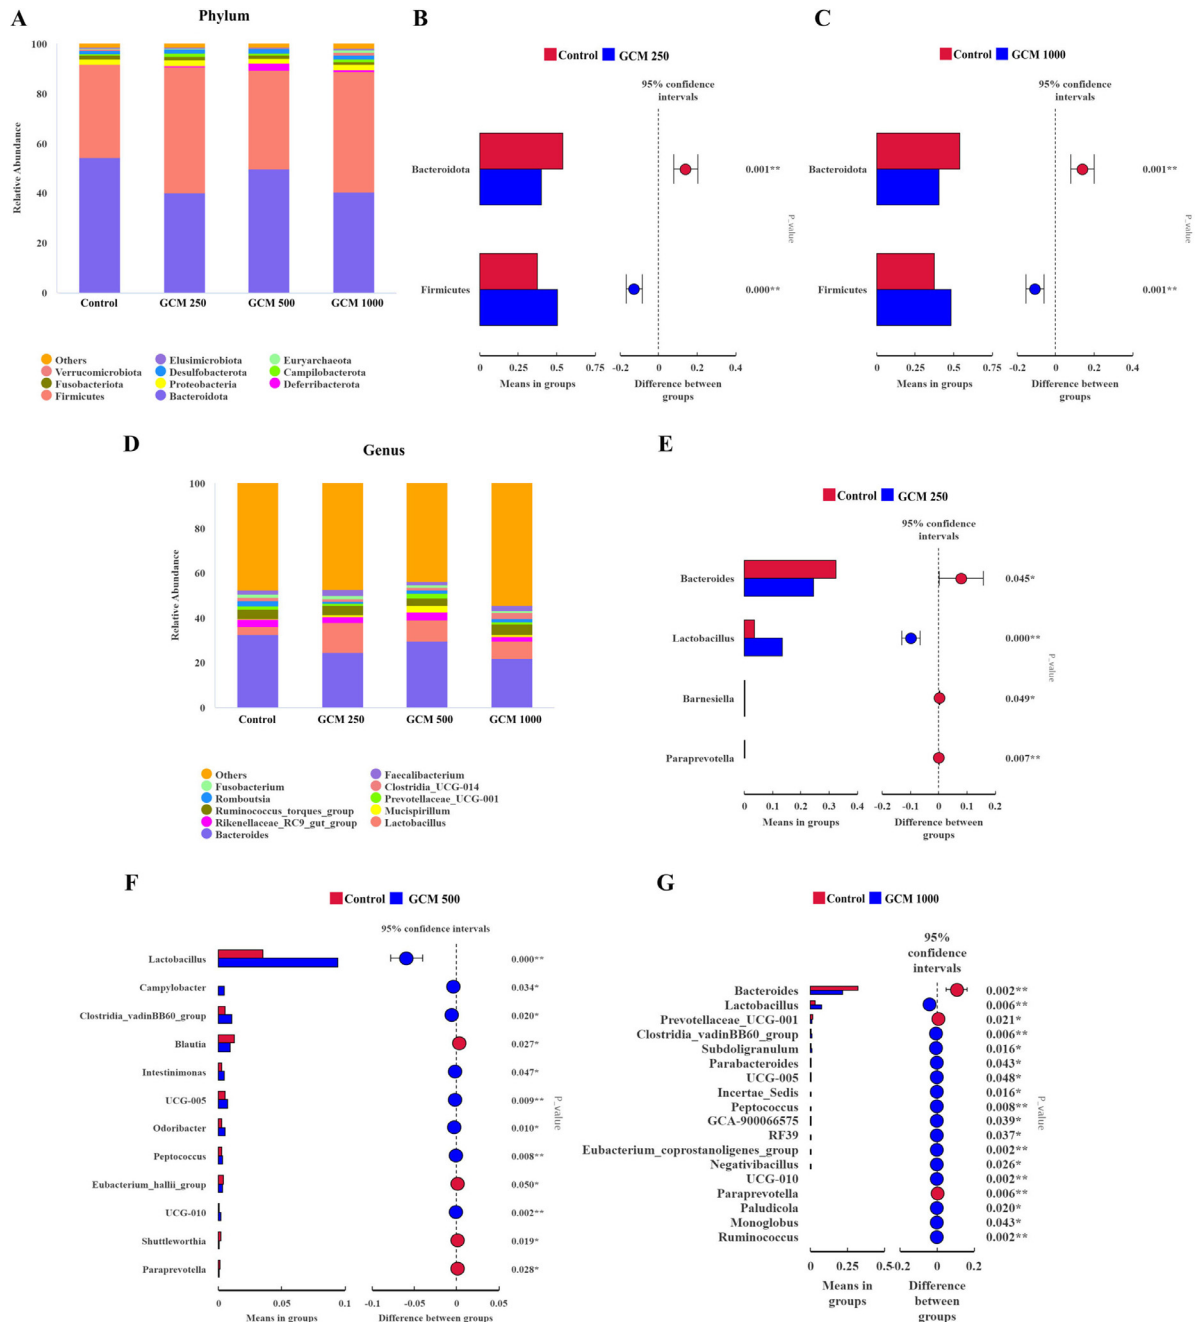 A
Phylum
Relative Abundance
100
80
60
40
20
0
Control
GCM 250
GCM 500
GCM 1000
Others
Verrucomicrobiota
Fusobacteriota
Firmicutes
Elusimicrobiota
Desulfobacterota
Proteobacteria
Bacteroidota
Euryarchaeota
Campilobacterota
Deferribacterota
B
Control GCM 250
95% confidence
intervals
Bacteroidota
0.001**
Firmicutes
0.000**
P_value
0 0.25 0.5 0.75
Means in groups
-0.2 0 0.2 0.4
Difference between
groups
C
Control GCM 1000
95% confidence
intervals
Bacteroidota
0.001**
Firmicutes
0.001**
P_value
0 0.25 0.5 0.75
Means in groups
-0.2 0 0.2 0.4
Difference between
groups
D
Genus
Relative Abundance
100
80
60
40
20
0
Control
GCM 250
GCM 500
GCM 1000
Others
Fusobacterium
Romboutsia
Ruminococcus_torques_group
Rikenellaceae_RC9_gut_group
Bacteroides
Faecalibacterium
Clostridia_UCG-014
Prevotellaceae_UCG-001
Mucispirillum
Lactobacillus
E
Control GCM 250
95% confidence
intervals
Bacteroides 0.045*
Lactobacillus 0.000**
Barnesiella 0.049*
Paraprevotella 0.007**
P_value
0 0.1 0.2 0.3 0.4
Means in groups
-0.2 -0.1 0 0.1 0.2
Difference between
groups
F
Control GCM 500
95% confidence intervals
Lactobacillus 0.000**
Campylobacter 0.034*
Clostridia_vadinBB60_group 0.020*
Blautia 0.027*
Intestinimonas 0.047*
UCG-005 0.009**
Odoribacter 0.010*
Peptococcus 0.008**
Eubacterium_hallii_group 0.050*
UCG-010 0.002**
Shuttleworthia 0.019*
Paraprevotella 0.028*
P_value
0 0.05 0.1
Means in groups
-0.1 -0.05 0 0.05
Difference between groups
G
Control GCM 1000
95%
confidence
intervals
Bacteroides 0.002**
Lactobacillus 0.006**
Prevotellaceae_UCG-001 0.021*
Clostridia_vadinBB60_group 0.006**
Subdoligranulum 0.016*
Parabacteroides 0.043*
UCG-005 0.048*
Incertae_Sedis 0.016*
Peptococcus 0.008**
GCA-900066575 0.039*
RF39 0.037*
Eubacterium_coprostanoligenes_group 0.002**
Negativibacillus 0.026*
UCG-010 0.002**
Paraprevotella 0.006**
Paludicola 0.020*
Monoglobus 0.043*
Ruminococcus 0.002**
P_value
0 0.25 0.5
Means in
groups
-0.2 0 0.2
Difference
between
groups